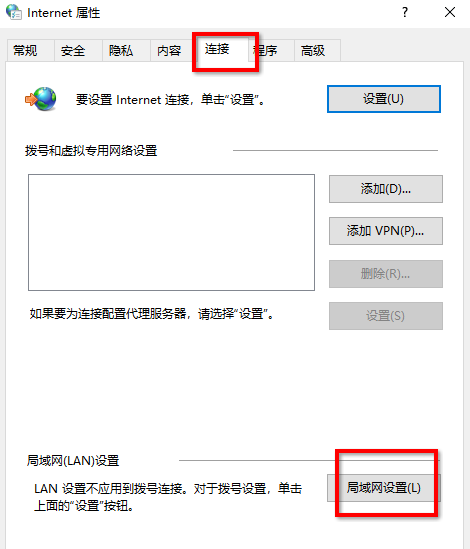 Internet 属性
?
常规 安全 隐私 内容 连接 程序 高级
要设置 Internet 连接，单击“设置”。
设置(U)
拨号和虚拟专用网络设置
添加(D)...
添加 VPN(P)...
删除(R)...
如果要为连接配置代理服务器，请选择“设置”。
设置(S)
局域网(LAN)设置
LAN 设置不应用到拨号连接。对于拨号设置，单击
上面的“设置”按钮。
局域网设置(L)